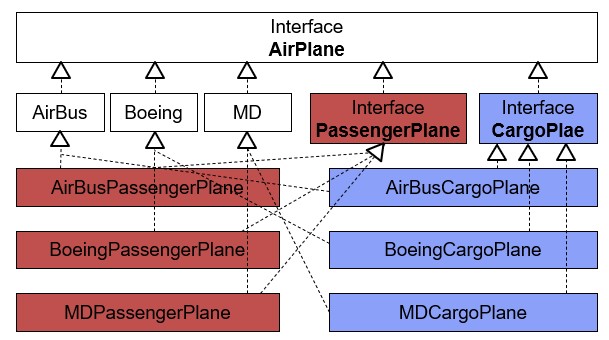 Interface
AirPlane
AirBus
Boeing
MD
Interface
PassengerPlane
Interface
CargoPlae
AirBusPassengerPlane
AirBusCargoPlane
BoeingPassengerPlane
BoeingCargoPlane
MDPassengerPlane
MDCargoPlane